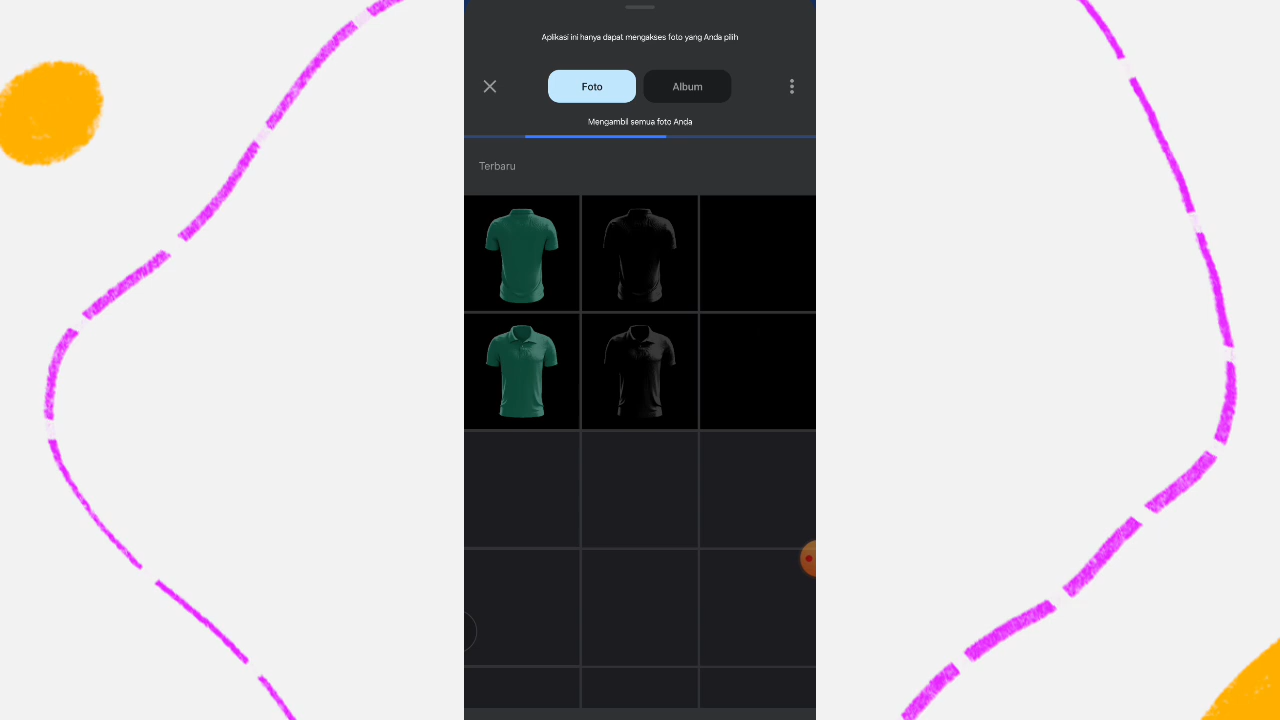 Aplikasi ini hanya dapat mengakses foto yang Anda pilih
Foto
Album
Mengambil semua foto Anda
Terbaru